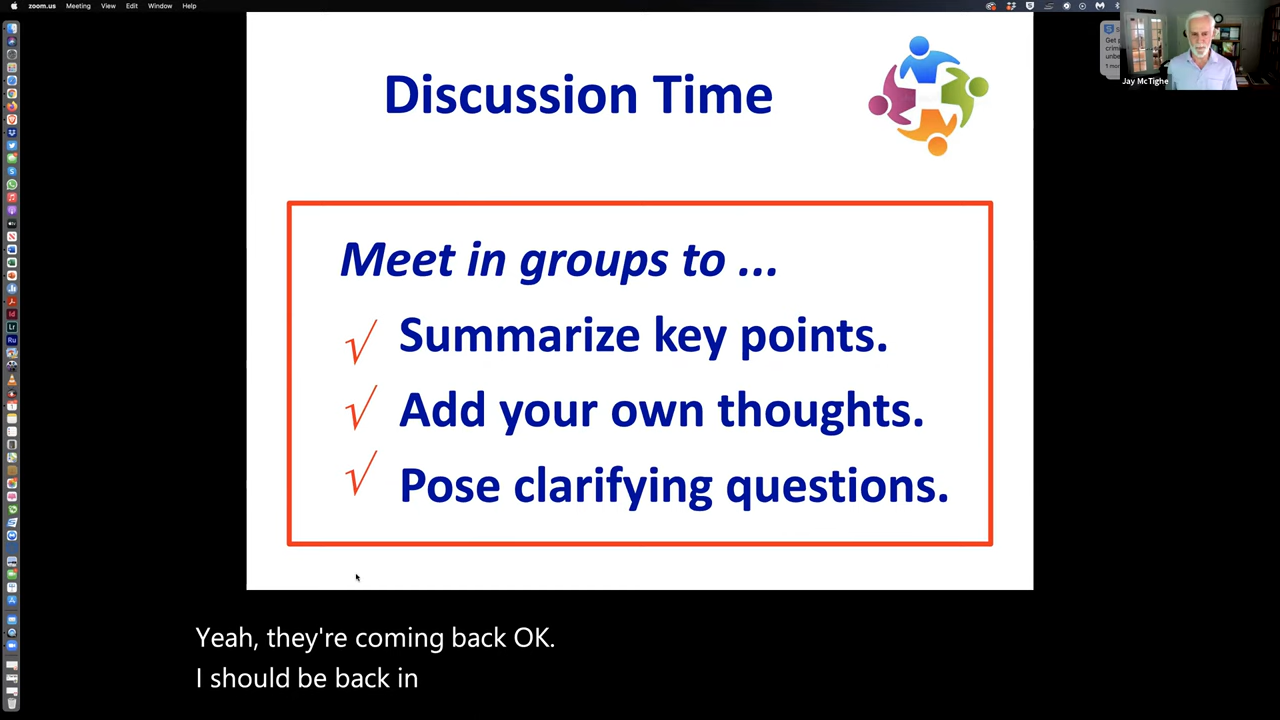 zoom.us Meeting View Edit Window Help
Jay McTighe
Discussion Time
Meet in groups to ...
√ Summarize key points.
√ Add your own thoughts.
√ Pose clarifying questions.
Yeah, they're coming back OK.
I should be back in